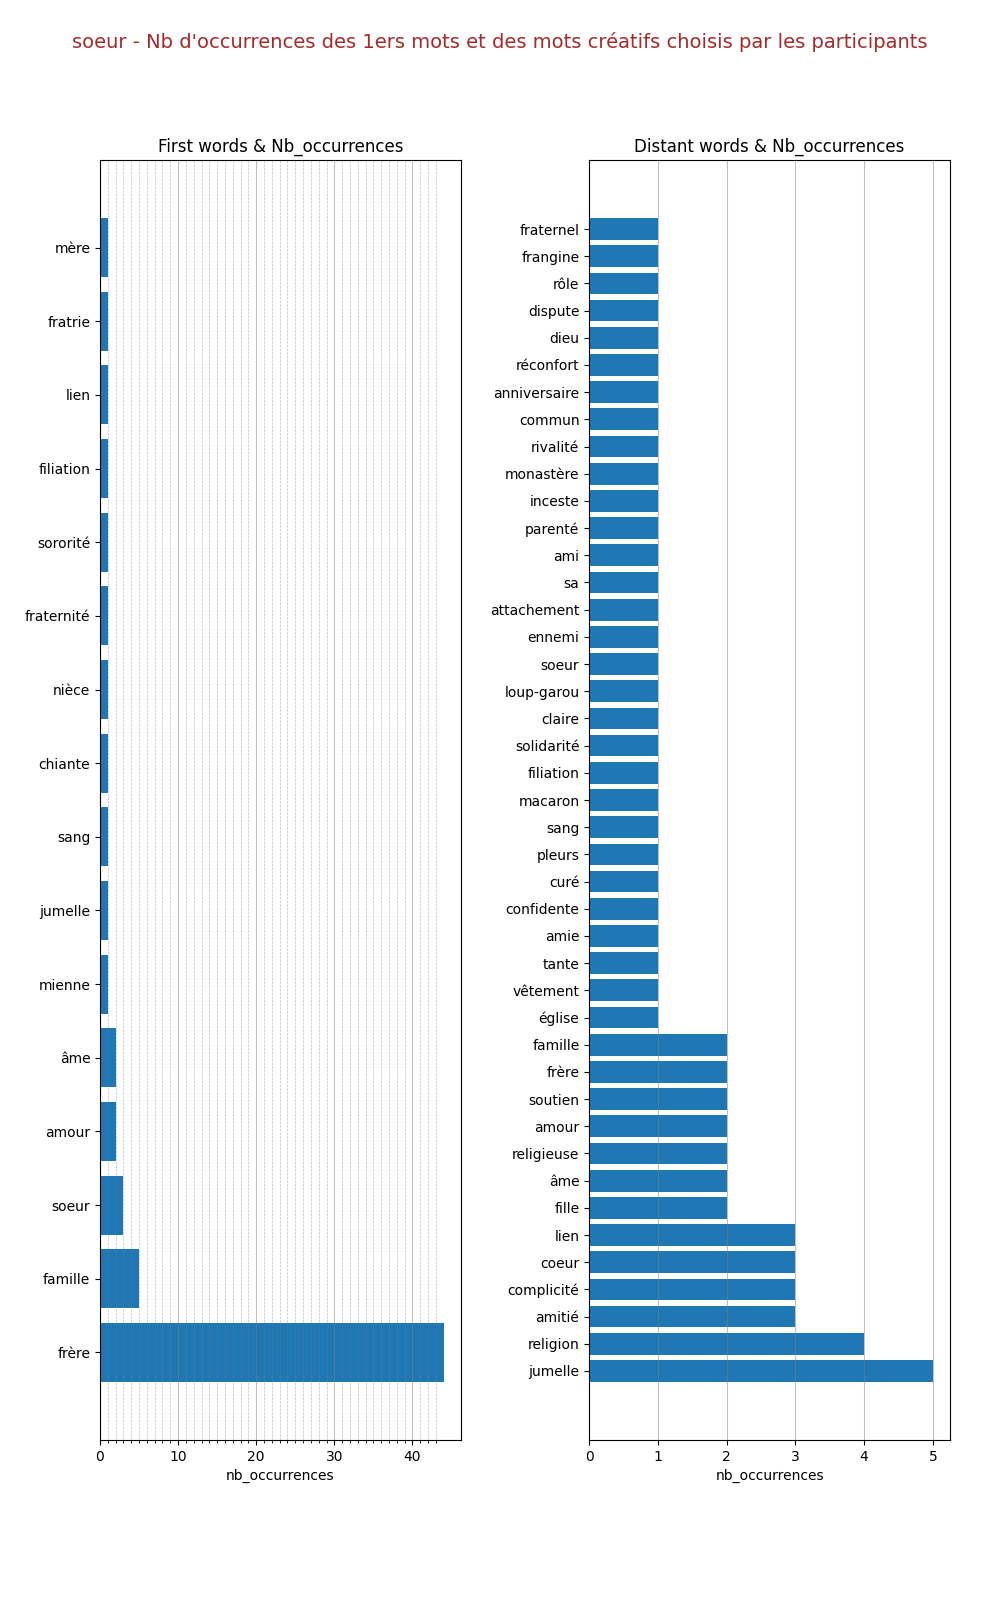 soeur - Nb d'occurrences des 1ers mots et des mots créatifs choisis par les participants
First words & Nb_occurrences
mère
fratrie
lien
filiation
sororité
fraternité
nièce
chiante
sang
jumelle
mienne
âme
amour
soeur
famille
frère
0 10 20 30 40
nb_occurrences
Distant words & Nb_occurrences
fraternel
frangine
rôle
dispute
dieu
réconfort
anniversaire
commun
rivalité
monastère
inceste
parenté
ami
sa
attachement
ennemi
soeur
loup-garou
claire
solidarité
filiation
macaron
sang
pleurs
curé
confidente
amie
tante
vêtement
église
famille
frère
soutien
amour
religieuse
âme
fille
lien
coeur
complicité
amitié
religion
jumelle
0 1 2 3 4 5
nb_occurrences